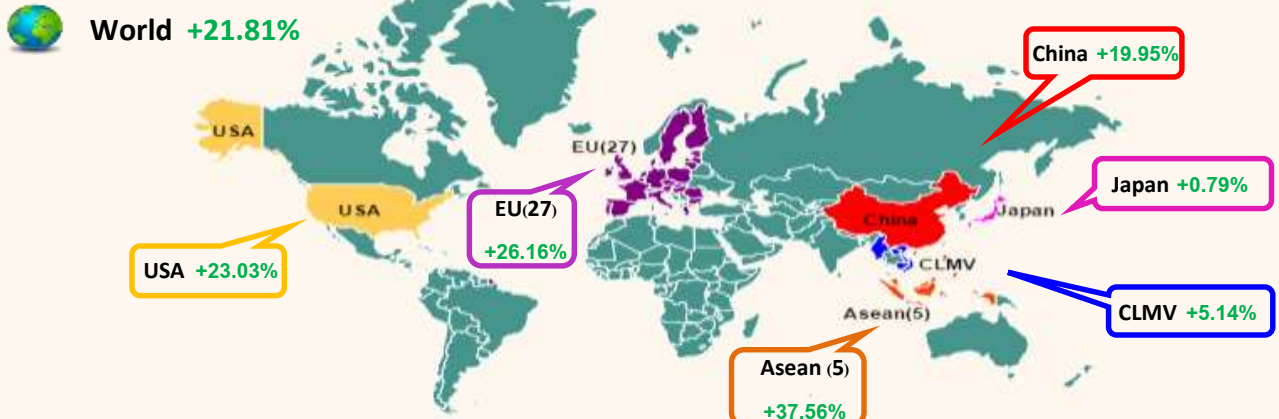 World +21.81%
China +19.95%
USA
EU(27)
Japan +0.79%
EU(27)
+26.16%
USA
China
Japan
USA +23.03%
CLMV
CLMV +5.14%
Asean(5)
Asean (5)
+37.56%